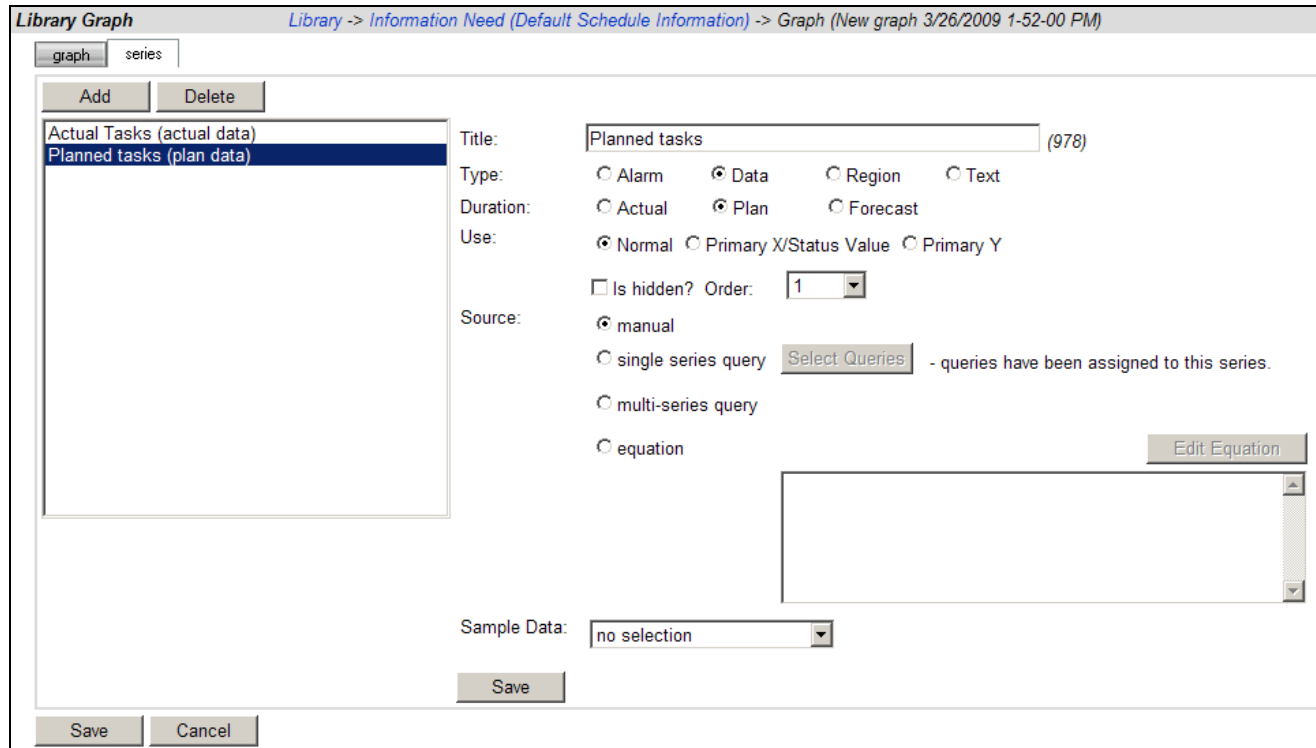 Library Graph Library -> Information Need (Default Schedule Information) -> Graph (New graph 3/26/2009 1-52-00 PM)
graph series
Add Delete
Actual Tasks (actual data)
Planned tasks (plan data)
Title: Planned tasks (978)
Type: Alarm Data Region Text
Duration: Actual Plan Forecast
Use: Normal Primary X/Status Value Primary Y
Is hidden? Order: 1
Source: manual
single series query Select Queries - queries have been assigned to this series.
multi-series query
equation Edit Equation
Sample Data: no selection
Save
Save Cancel